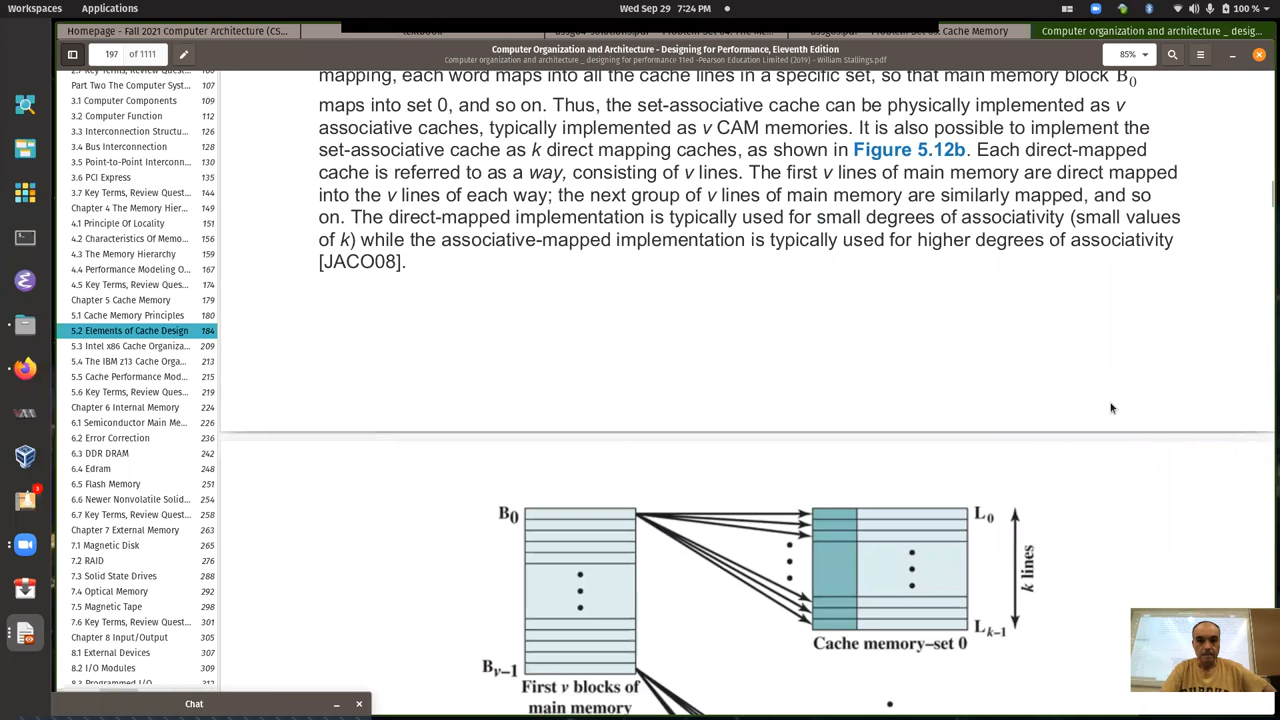 Workspaces Applications Wed Sep 29 7:24 PM 100 %
Homepage - Fall 2021 Computer Architecture (CS... Cache Memory Computer organization and architecture _ desig...
197 of 1111 Computer Organization and Architecture - Designing for Performance, Eleventh Edition 85%
'Computer organization and architecture _ designing for performance 11ed -Pearson Education Limited (2019) - William Stallings.pdf
Part Two The Computer Syst... 107
3.1 Computer Components 109
3.2 Computer Function 112
3.3 Interconnection Structu... 126
3.4 Bus Interconnection 128
3.5 Point-to-Point Interconn... 130
3.6 PCI Express 135
3.7 Key Terms, Review Quest... 144
Chapter 4 The Memory Hier... 149
4.1 Principle Of Locality 151
4.2 Characteristics Of Memo... 156
4.3 The Memory Hierarchy 159
4.4 Performance Modeling O... 167
4.5 Key Terms, Review Quest... 174
Chapter 5 Cache Memory 179
5.1 Cache Memory Principles 180
5.2 Elements of Cache Design 184
5.3 Intel x86 Cache Organiza... 209
5.4 The IBM z13 Cache Orga... 213
5.5 Cache Performance Mod... 215
5.6 Key Terms, Review Ques... 219
Chapter 6 Internal Memory 224
6.1 Semiconductor Main Me... 226
6.2 Error Correction 236
6.3 DDR DRAM 242
6.4 Edram 248
6.5 Flash Memory 251
6.6 Newer Nonvolatile Solid... 254
6.7 Key Terms, Review Quest... 258
Chapter 7 External Memory 263
7.1 Magnetic Disk 265
7.2 RAID 276
7.3 Solid State Drives 288
7.4 Optical Memory 292
7.5 Magnetic Tape 298
7.6 Key Terms, Review Quest... 301
Chapter 8 Input/Output 305
8.1 External Devices 307
8.2 I/O Modules 309
8.3 Programmed I/O 312
Chat
mapping, each word maps into all the cache lines in a specific set, so that main memory block B0
maps into set 0, and so on. Thus, the set-associative cache can be physically implemented as v
associative caches, typically implemented as v CAM memories. It is also possible to implement the
set-associative cache as k direct mapping caches, as shown in Figure 5.12b. Each direct-mapped
cache is referred to as a way, consisting of v lines. The first v lines of main memory are direct mapped
into the v lines of each way; the next group of v lines of main memory are similarly mapped, and so
on. The direct-mapped implementation is typically used for small degrees of associativity (small values
of k) while the associative-mapped implementation is typically used for higher degrees of associativity
[JACO08].
B0
L0
k lines
Lk–1
Cache memory–set 0
Bv–1
First v blocks of
main memory